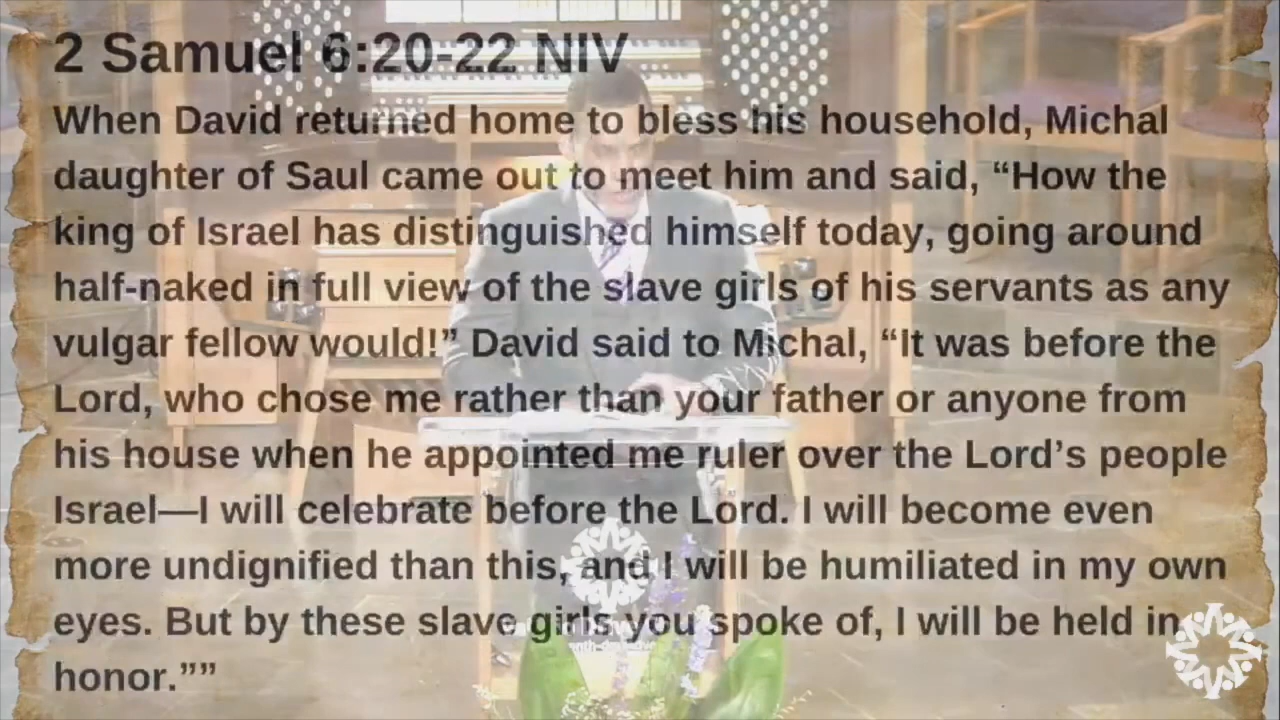 2 Samuel 6:20-22 NIV
When David returned home to bless his household, Michal
daughter of Saul came out to meet him and said, “How the
king of Israel has distinguished himself today, going around
half-naked in full view of the slave girls of his servants as any
vulgar fellow would!” David said to Michal, “It was before the
Lord, who chose me rather than your father or anyone from
his house when he appointed me ruler over the Lord’s people
Israel—I will celebrate before the Lord. I will become even
more undignified than this, and I will be humiliated in my own
eyes. But by these slave girls you spoke of, I will be held in
honor.””